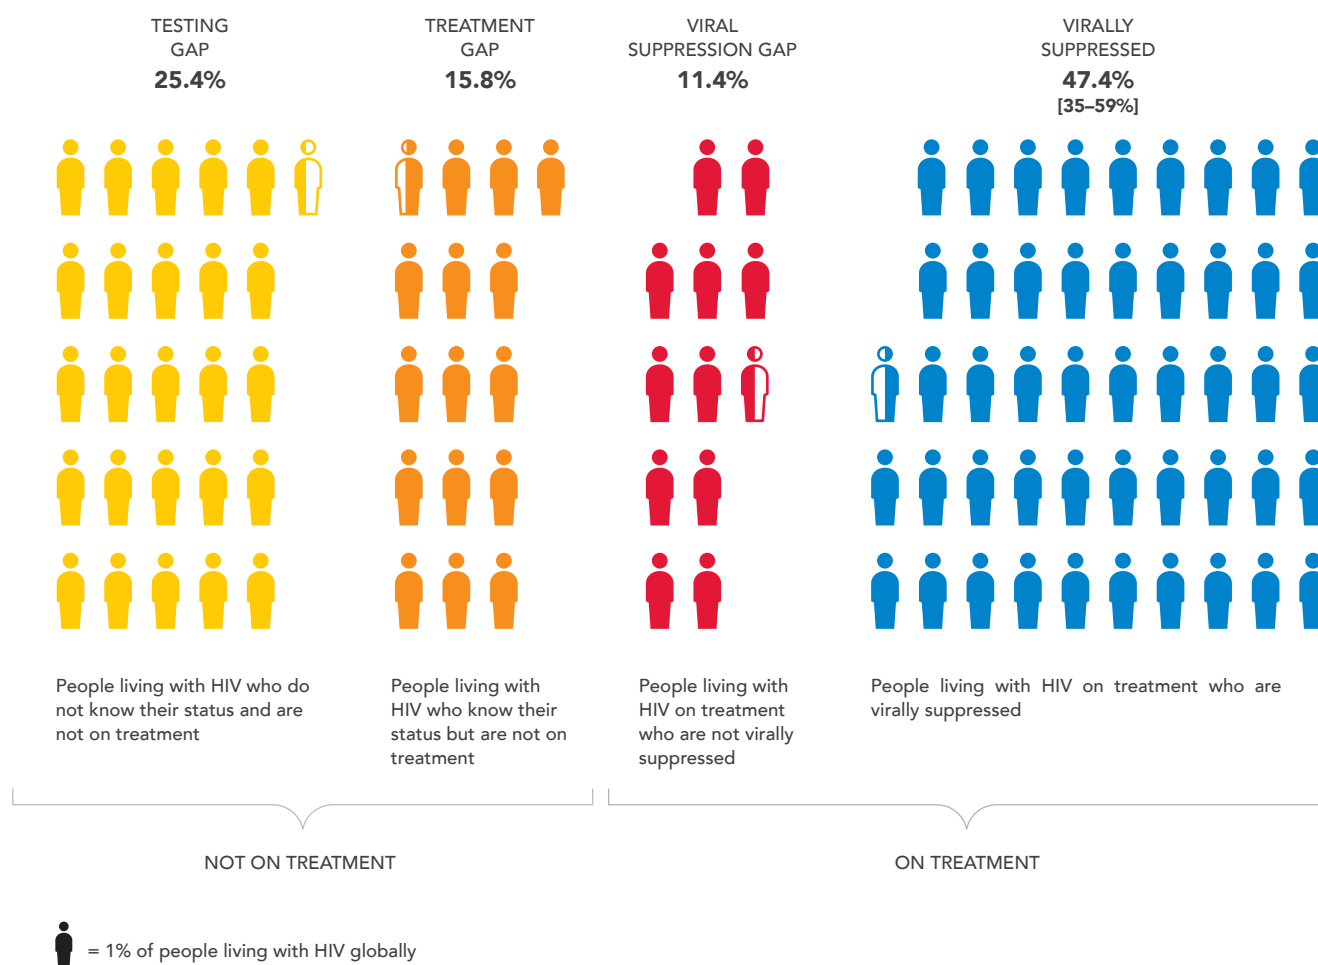 TESTING
GAP
25.4%
TREATMENT
GAP
15.8%
VIRAL
SUPPRESSION GAP
11.4%
VIRALLY
SUPPRESSED
47.4%
[35–59%]
People living with HIV who do
not know their status and are
not on treatment
People living with
HIV who know their
status but are not on
treatment
People living with
HIV on treatment
who are not virally
suppressed
People living with HIV on treatment who are
virally suppressed
NOT ON TREATMENT
ON TREATMENT
= 1% of people living with HIV globally